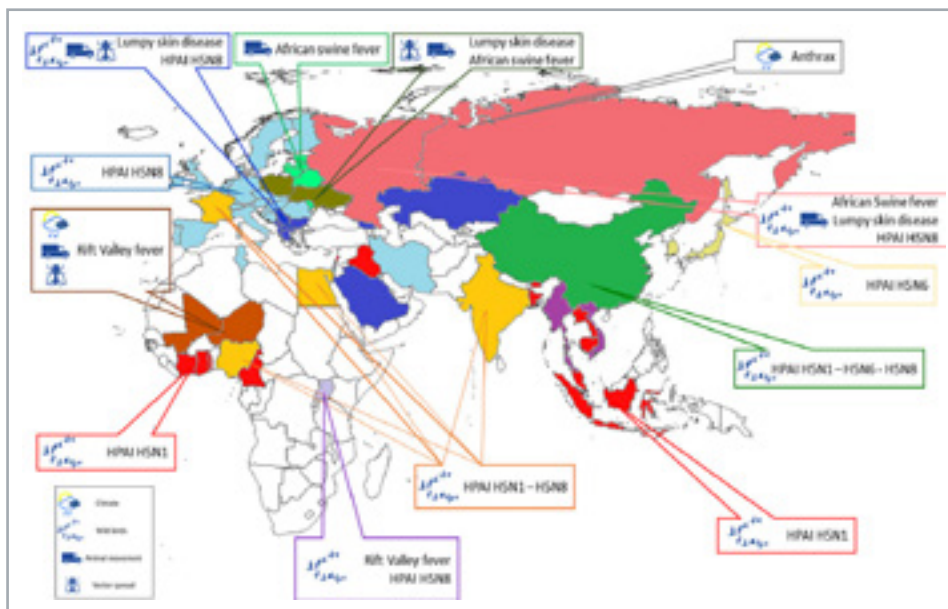 Lumpy skin disease
HPAI H5N8
African swine fever
Lumpy skin disease
African swine fever
Anthrax
HPAI H5N8
Rift Valley fever
African Swine fever
Lumpy skin disease
HPAI H5N8
HPAI H5N6
HPAI H5N1 – H5N6 - H5N8
HPAI H5N1
HPAI H5N1 – H5N8
HPAI H5N1
Rift Valley fever
HPAI H5N8
Climate
Wild birds
Animal movement
Vector spread